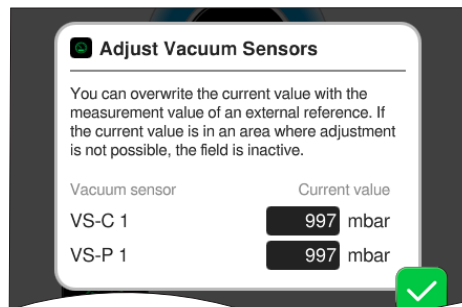 Adjust Vacuum Sensors
You can overwrite the current value with the
measurement value of an external reference. If
the current value is in an area where adjustment
is not possible, the field is inactive.
Vacuum sensor Current value
VS-C 1 997 mbar
VS-P 1 997 mbar